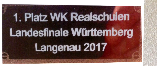 1. Platz WK Realschulen
Landesfinale Württemberg
Langenau 2017